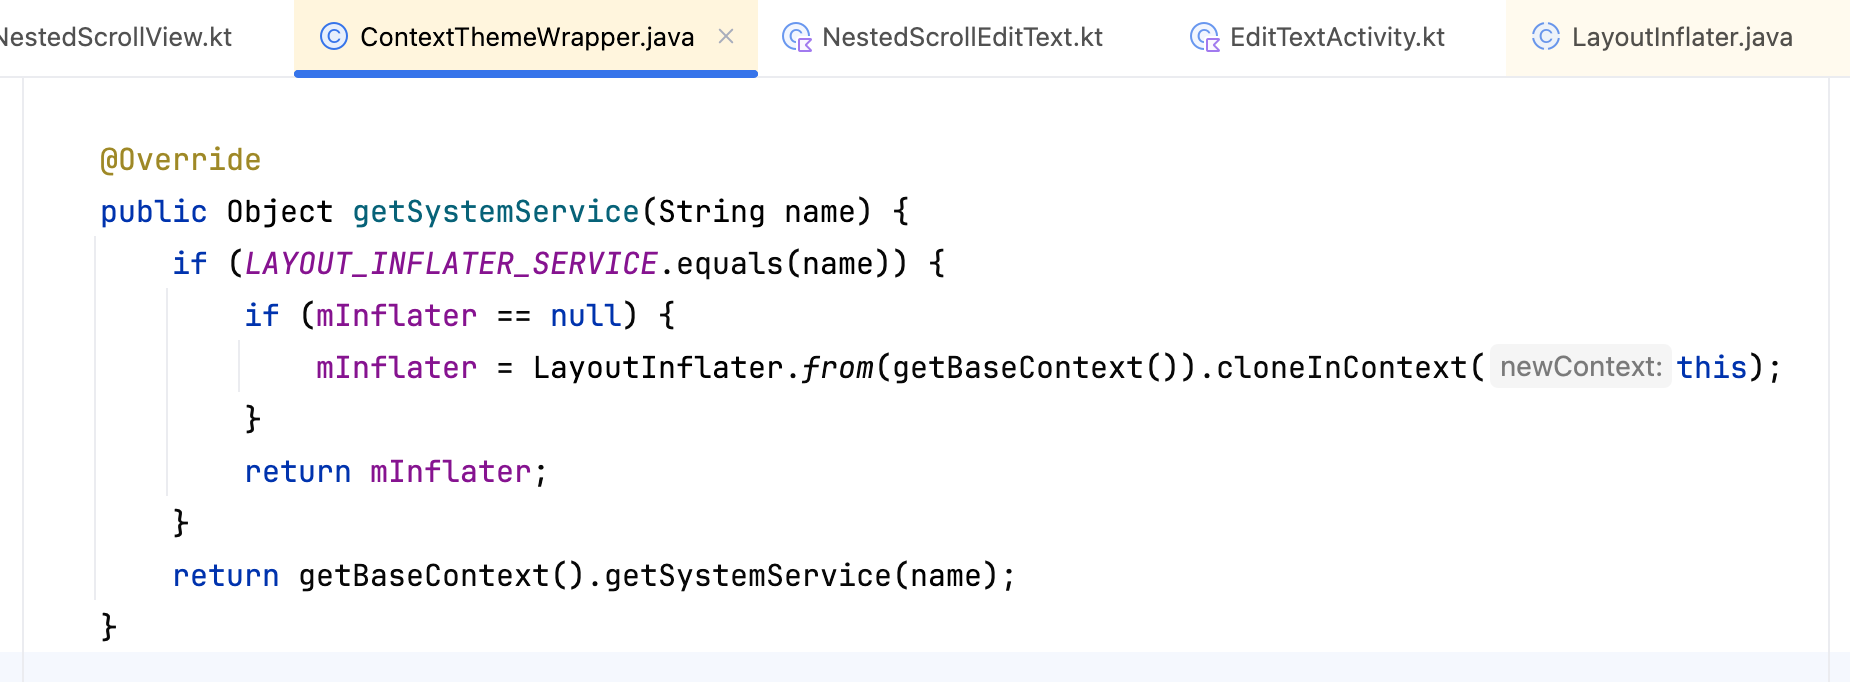 NestedScrollView.kt ContextThemeWrapper.java NestedScrollEditText.kt EditTextActivity.kt LayoutInflater.java
@Override
public Object getSystemService(String name) {
if (LAYOUT_INFLATER_SERVICE.equals(name)) {
if (mInflater == null) {
mInflater = LayoutInflater.from(getBaseContext()).cloneInContext( newContext: this);
}
return mInflater;
}
return getBaseContext().getSystemService(name);
}